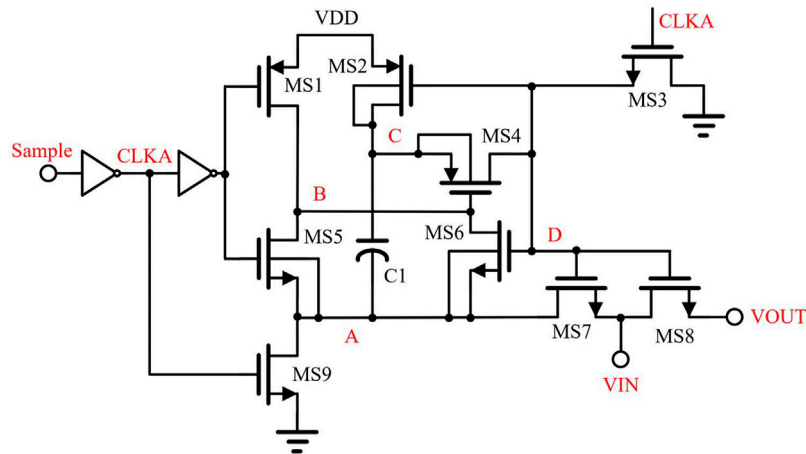 VDD
CLKA
MS2
MS1
MS3
C
MS4
Sample
CLKA
B
MS5
MS6
D
C1
A
MS7
MS8
VOUT
MS9
VIN